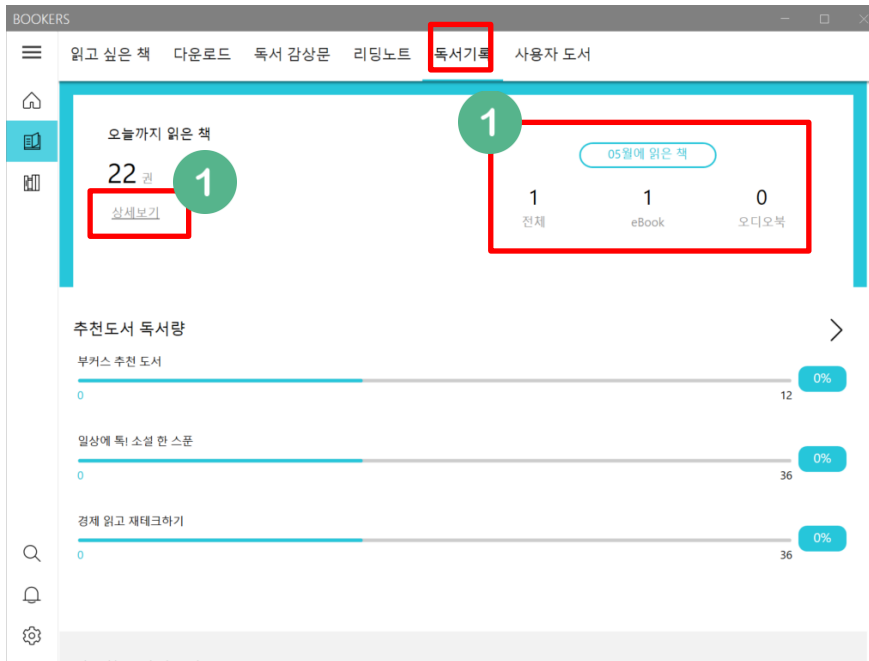 BOOKERS
읽고 싶은 책 다운로드 독서 감상문 리딩노트 독서기록 사용자 도서
오늘까지 읽은 책
22 권
1
상세보기
1
05월에 읽은 책
1 1 0
전체 eBook 오디오북
추천도서 독서량
부커스 추천 도서
0%
0 12
일상에 톡! 소설 한 스푼
0%
0 36
경제 읽고 재테크하기
0%
0 36